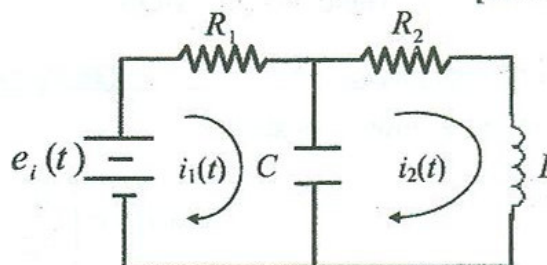 R₁ R₂
eᵢ(t) i₁(t) C i₂(t)